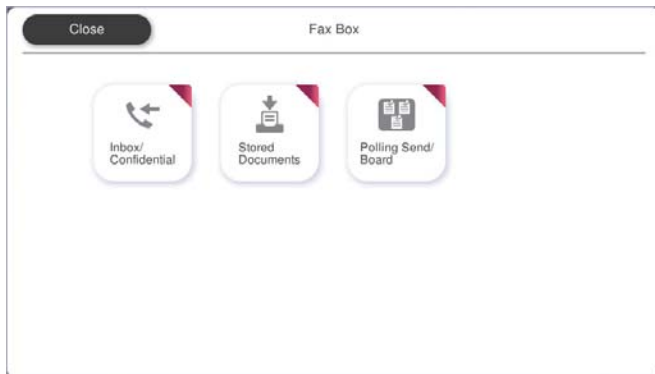 Close
Fax Box
Inbox/
Confidential
Stored
Documents
Polling Send/
Board